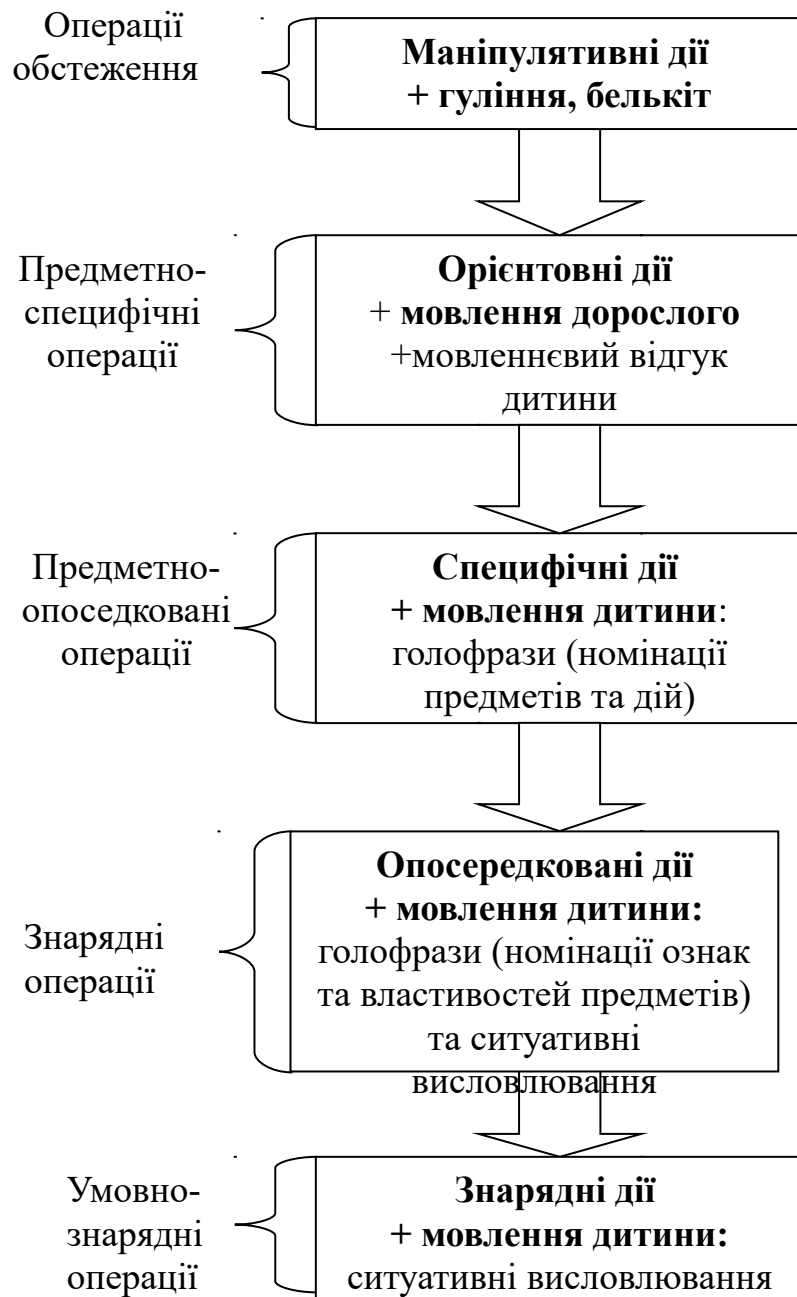 Операції
обстеження
Маніпулятивні дії
+ гуління, белькіт
Предметно-
специфічні
операції
Орієнтовні дії
+ мовлення дорослого
+мовленнєвий відгук
дитини
Предметно-
опоседковані
операції
Специфічні дії
+ мовлення дитини:
голофрази (номінації
предметів та дій)
Знарядні
операції
Опосередковані дії
+ мовлення дитини:
голофрази (номінації ознак
та властивостей предметів)
та ситуативні
висловлювання
Умовно-
знарядні
операції
Знарядні дії
+ мовлення дитини:
ситуативні висловлювання